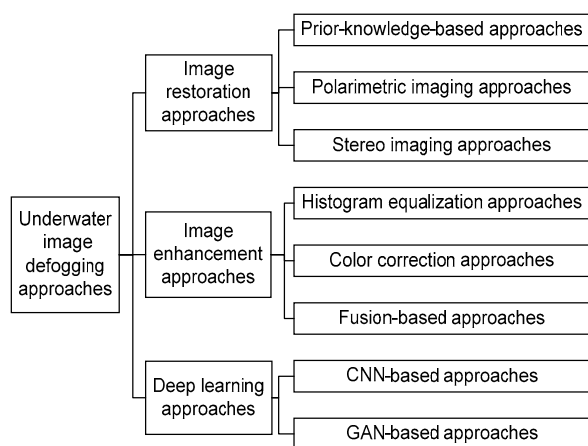 Underwater
image
defogging
approaches
Image
restoration
approaches
Prior-knowledge-based approaches
Polarimetric imaging approaches
Stereo imaging approaches
Image
enhancement
approaches
Histogram equalization approaches
Color correction approaches
Fusion-based approaches
Deep learning
approaches
CNN-based approaches
GAN-based approaches